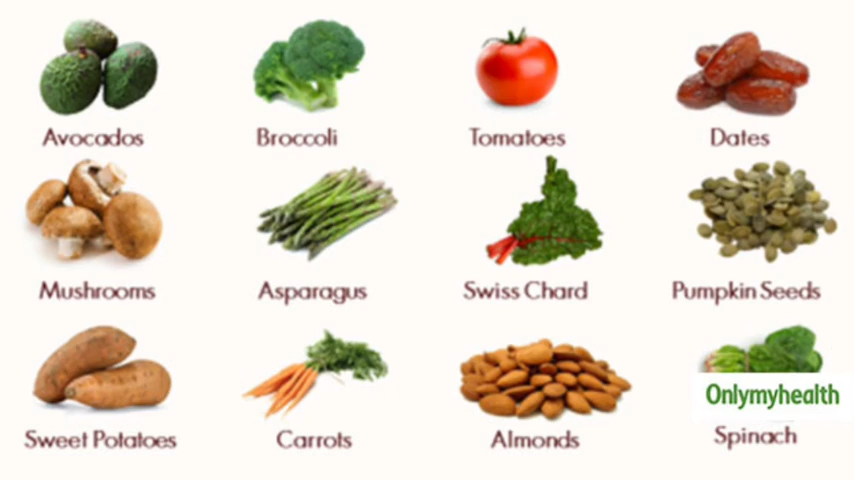 Avocados
Broccoli
Tomatoes
Dates
Mushrooms
Asparagus
Swiss Chard
Pumpkin Seeds
Sweet Potatoes
Carrots
Almonds
Onlymyhealth
Spinach